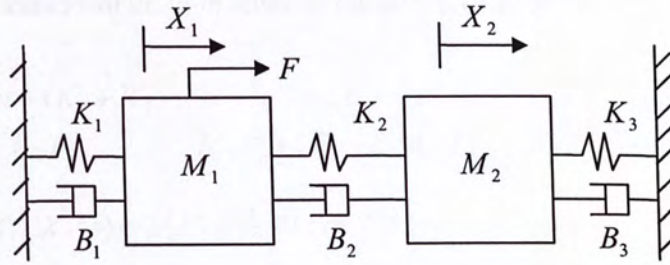 X₁ X₂
F
K₁ K₂ K₃
M₁ M₂
B₁ B₂ B₃